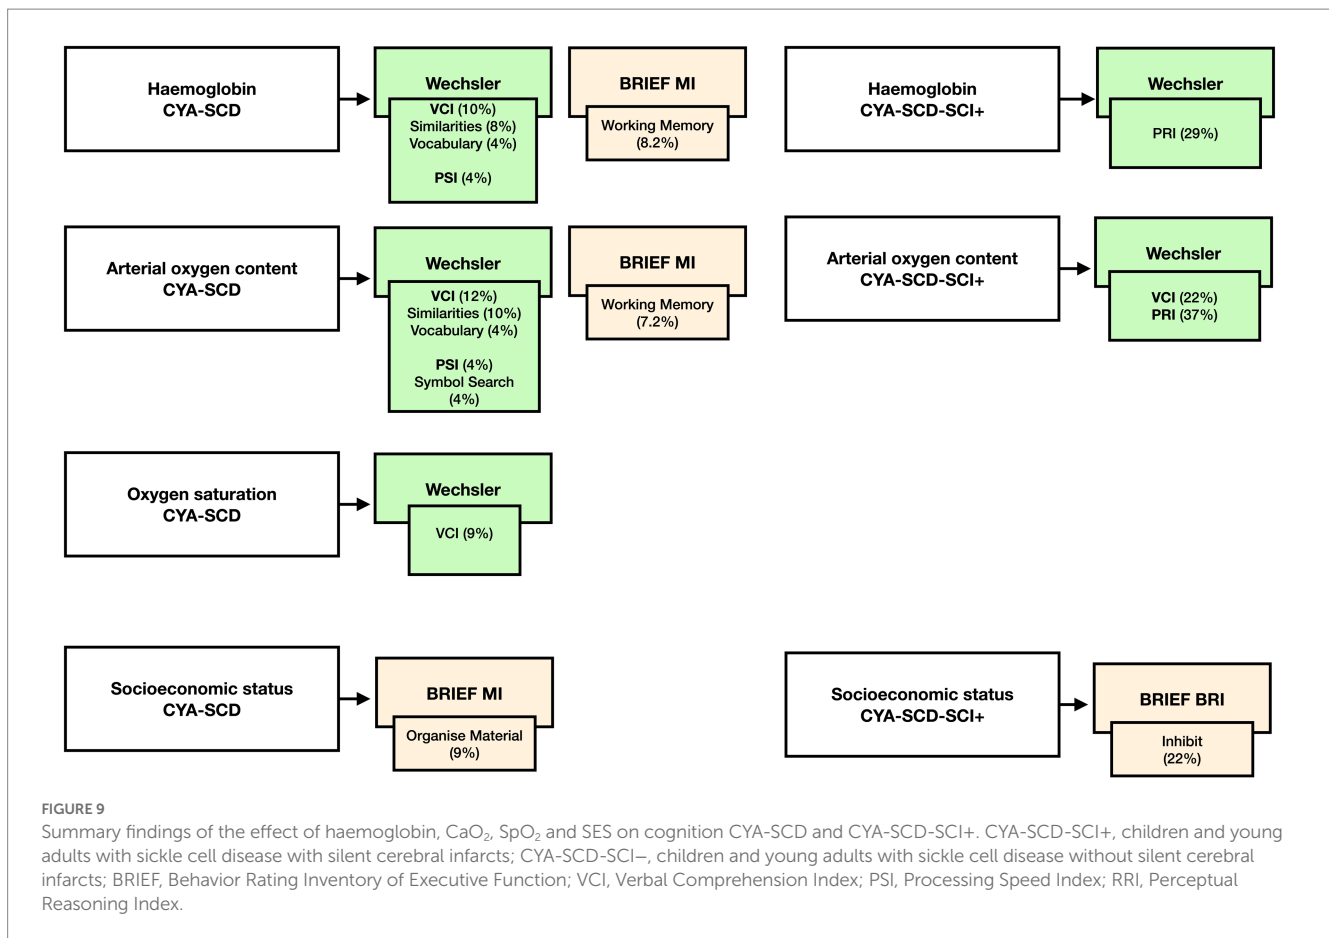 Haemoglobin
CYA-SCD
Wechsler
VCI (10%)
Similarities (8%)
Vocabulary (4%)
PSI (4%)
BRIEF MI
Working Memory
(8.2%)
Haemoglobin
CYA-SCD-SCI+
Wechsler
PRI (29%)
Arterial oxygen content
CYA-SCD
Wechsler
VCI (12%)
Similarities (10%)
Vocabulary (4%)
PSI (4%)
Symbol Search
(4%)
BRIEF MI
Working Memory
(7.2%)
Arterial oxygen content
CYA-SCD-SCI+
Wechsler
VCI (22%)
PRI (37%)
Oxygen saturation
CYA-SCD
Wechsler
VCI (9%)
Socioeconomic status
CYA-SCD
BRIEF MI
Organise Material
(9%)
Socioeconomic status
CYA-SCD-SCI+
BRIEF BRI
Inhibit
(22%)
FIGURE 9
Summary findings of the effect of haemoglobin, CaO₂, SpO₂ and SES on cognition CYA-SCD and CYA-SCD-SCI+. CYA-SCD-SCI+, children and young
adults with sickle cell disease with silent cerebral infarcts; CYA-SCD-SCI–, children and young adults with sickle cell disease without silent cerebral
infarcts; BRIEF, Behavior Rating Inventory of Executive Function; VCI, Verbal Comprehension Index; PSI, Processing Speed Index; RRI, Perceptual
Reasoning Index.